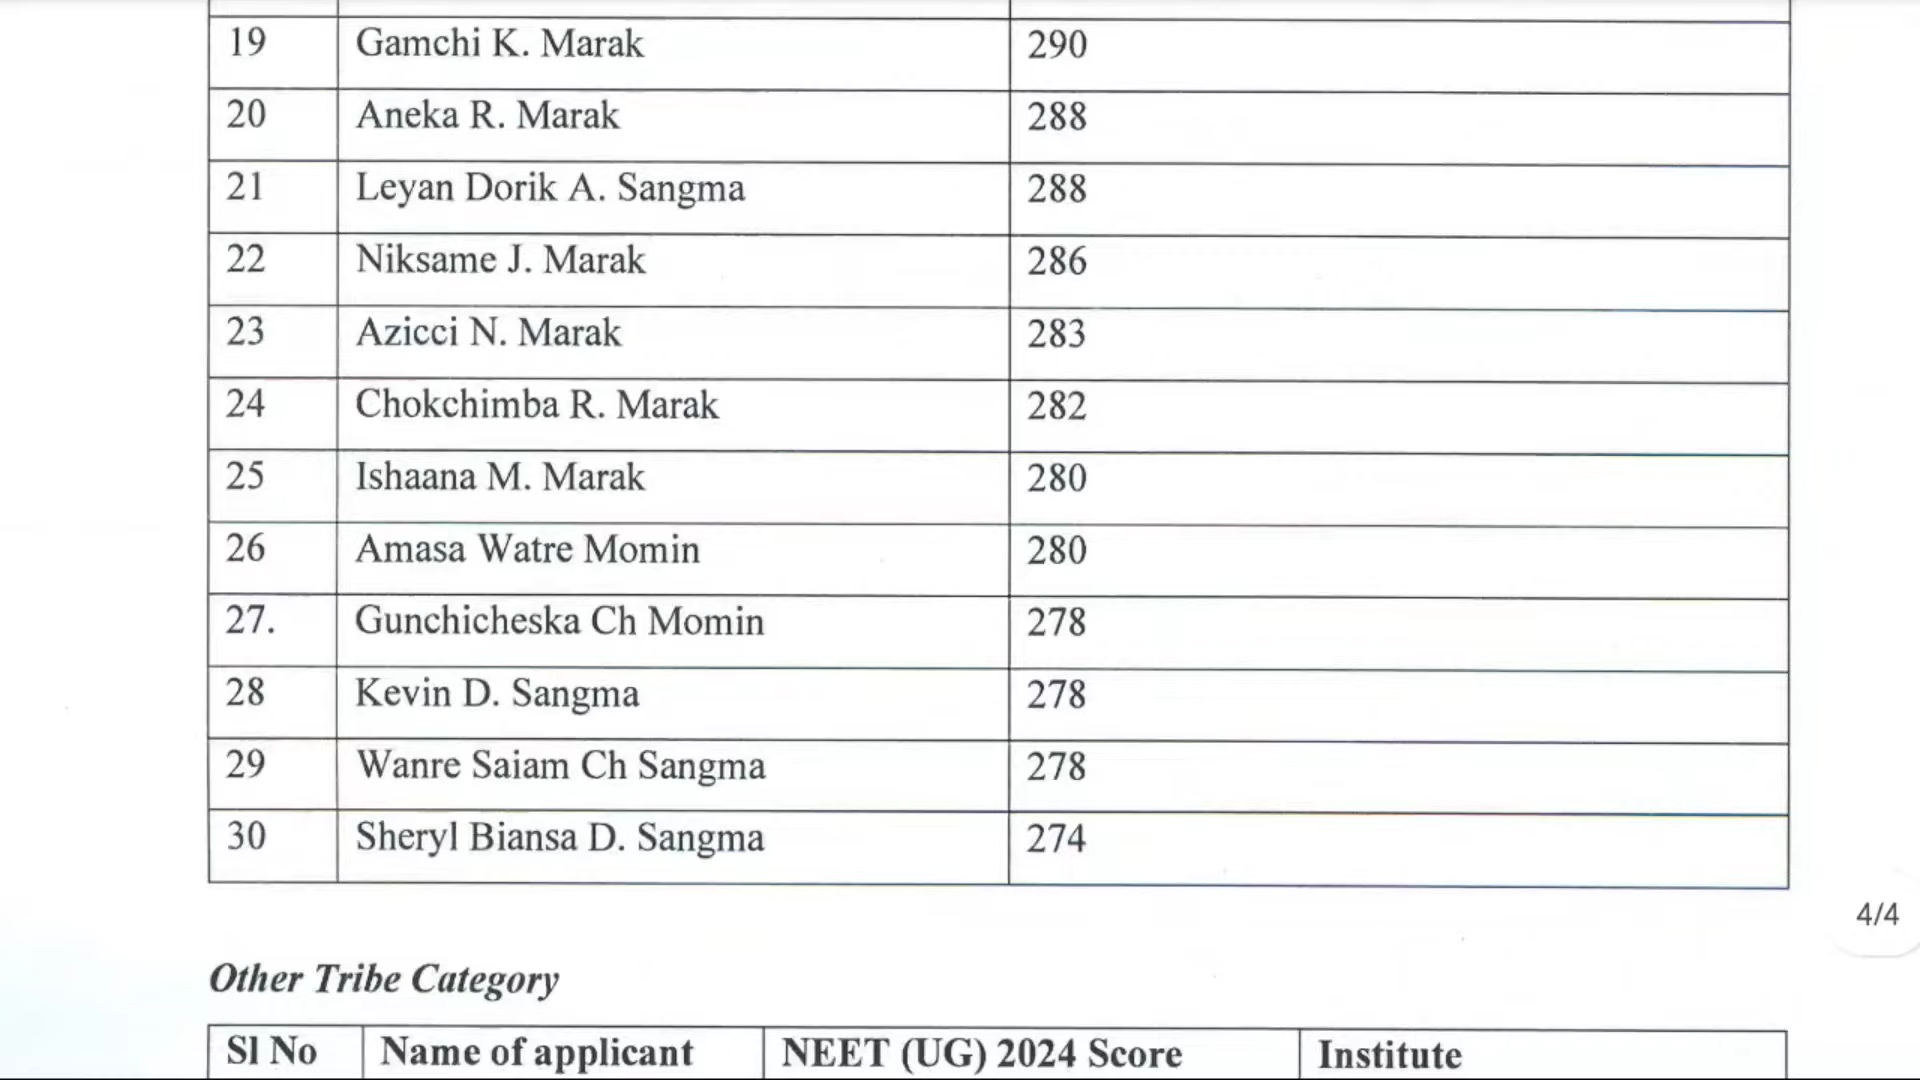 19 Gamchi K. Marak 290
20 Aneka R. Marak 288
21 Leyan Dorik A. Sangma 288
22 Niksame J. Marak 286
23 Azicci N. Marak 283
24 Chokchimba R. Marak 282
25 Ishaana M. Marak 280
26 Amasa Watre Momin 280
27. Gunchicheska Ch Momin 278
28 Kevin D. Sangma 278
29 Wanre Saiam Ch Sangma 278
30 Sheryl Biansa D. Sangma 274
4/4
Other Tribe Category
Sl No Name of applicant NEET (UG) 2024 Score Institute